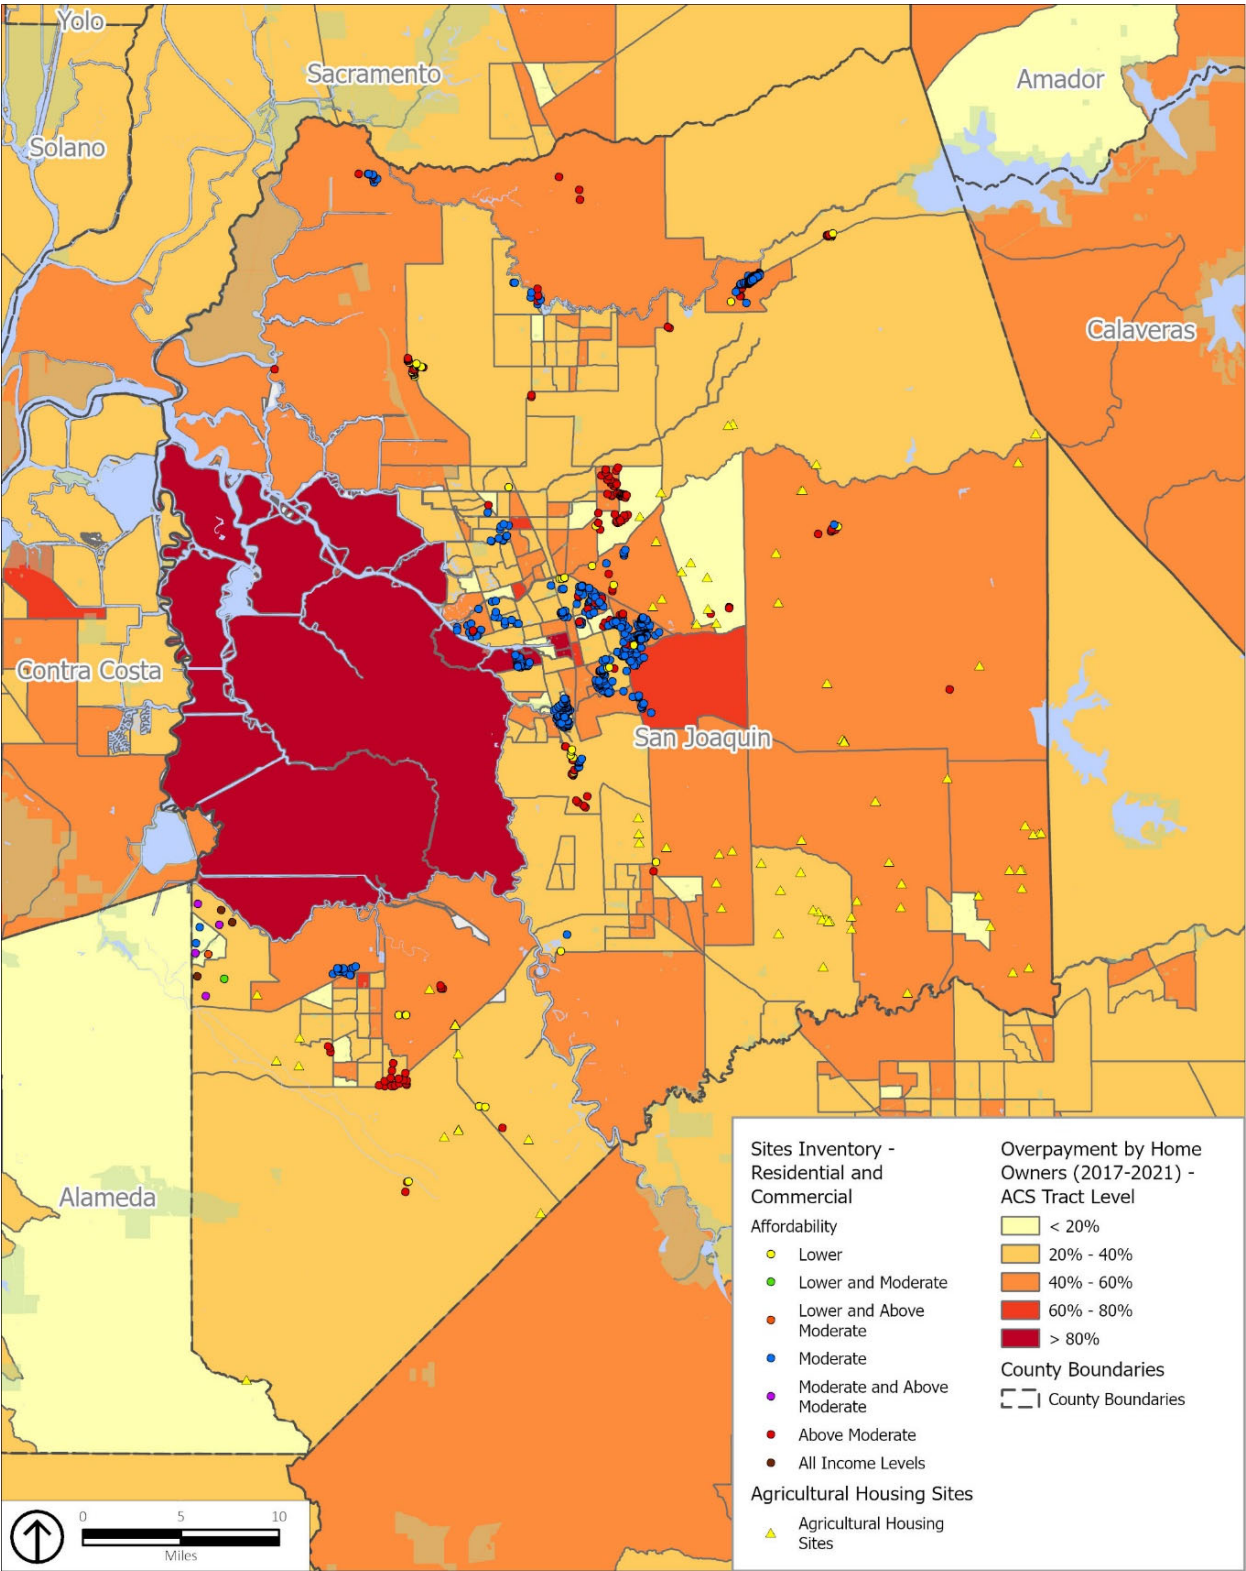 Yolo
Sacramento
Amador
Solano
Calaveras
Contra Costa
San Joaquin
Alameda
Sites Inventory -
Residential and
Commercial
Affordability
Lower
Lower and Moderate
Lower and Above
Moderate
Moderate
Moderate and Above
Moderate
Above Moderate
All Income Levels
Agricultural Housing Sites
Agricultural Housing
Sites
Overpayment by Home
Owners (2017-2021) -
ACS Tract Level
< 20%
20% - 40%
40% - 60%
60% - 80%
> 80%
County Boundaries
County Boundaries
0 5 10
Miles